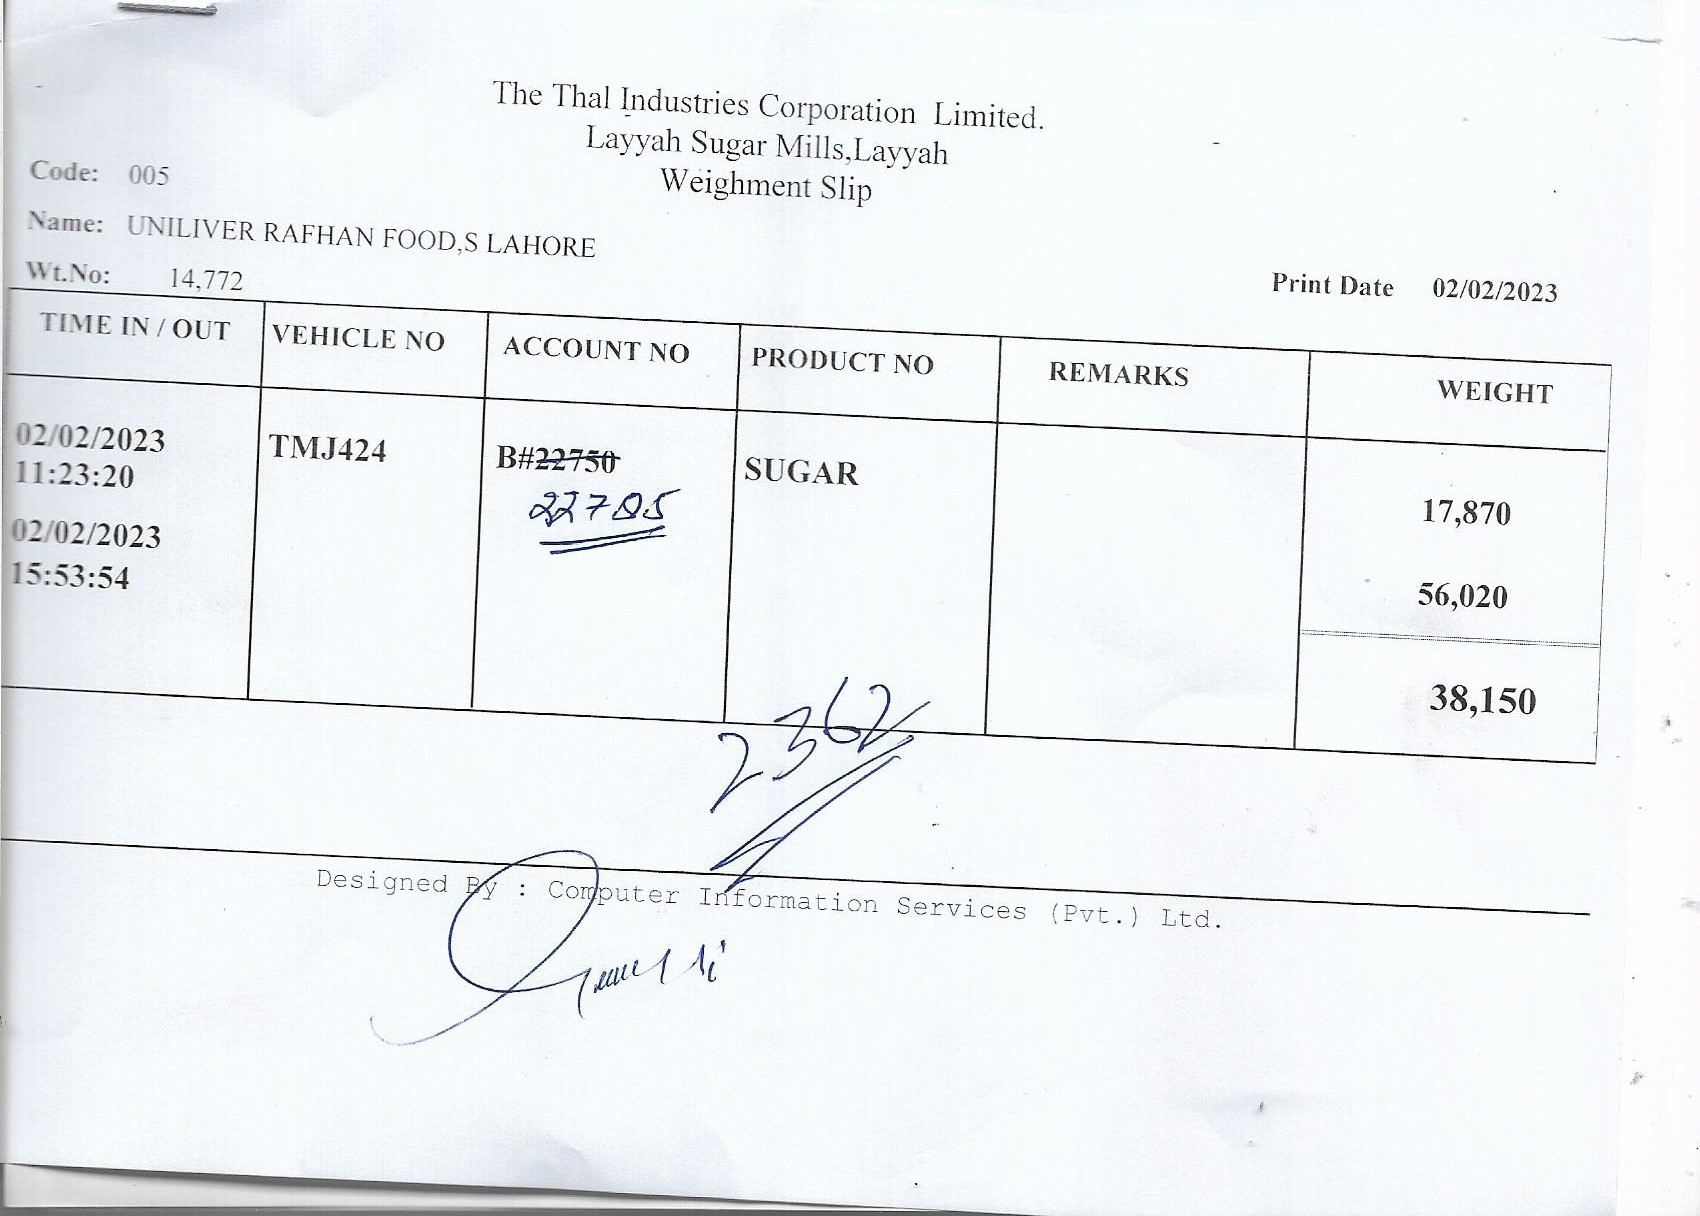 The Thal Industries Corporation Limited.
Layyah Sugar Mills,Layyah
Weighment Slip
Code: 005
Name: UNILIVER RAFHAN FOOD,S LAHORE
Wt.No: 14,772
Print Date 02/02/2023
TIME IN / OUT VEHICLE NO ACCOUNT NO PRODUCT NO REMARKS WEIGHT
02/02/2023 TMJ424 B#22750 SUGAR
11:23:20 17,870
22705
02/02/2023
15:53:54 56,020
38,150
2362
Designed By : Computer Information Services (Pvt.) Ltd.